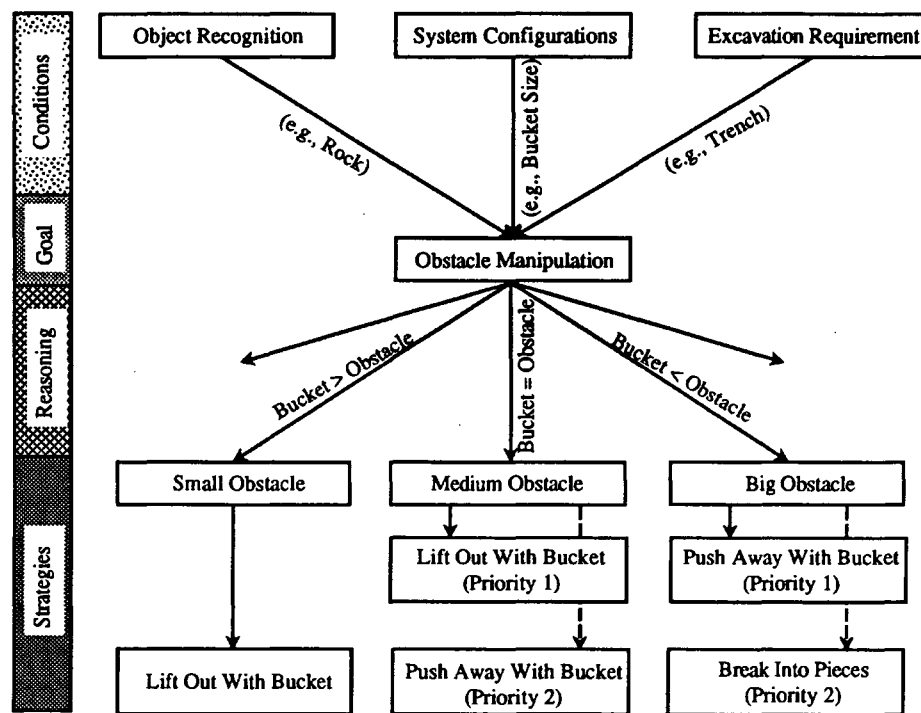 Conditions
Goal
Reasoning
Strategies
Object Recognition
System Configurations
Excavation Requirement
(e.g., Rock)
(e.g., Bucket Size)
(e.g., Trench)
Obstacle Manipulation
Bucket > Obstacle
Bucket = Obstacle
Bucket < Obstacle
Small Obstacle
Medium Obstacle
Big Obstacle
Lift Out With Bucket
(Priority 1)
Push Away With Bucket
(Priority 1)
Lift Out With Bucket
Push Away With Bucket
(Priority 2)
Break Into Pieces
(Priority 2)